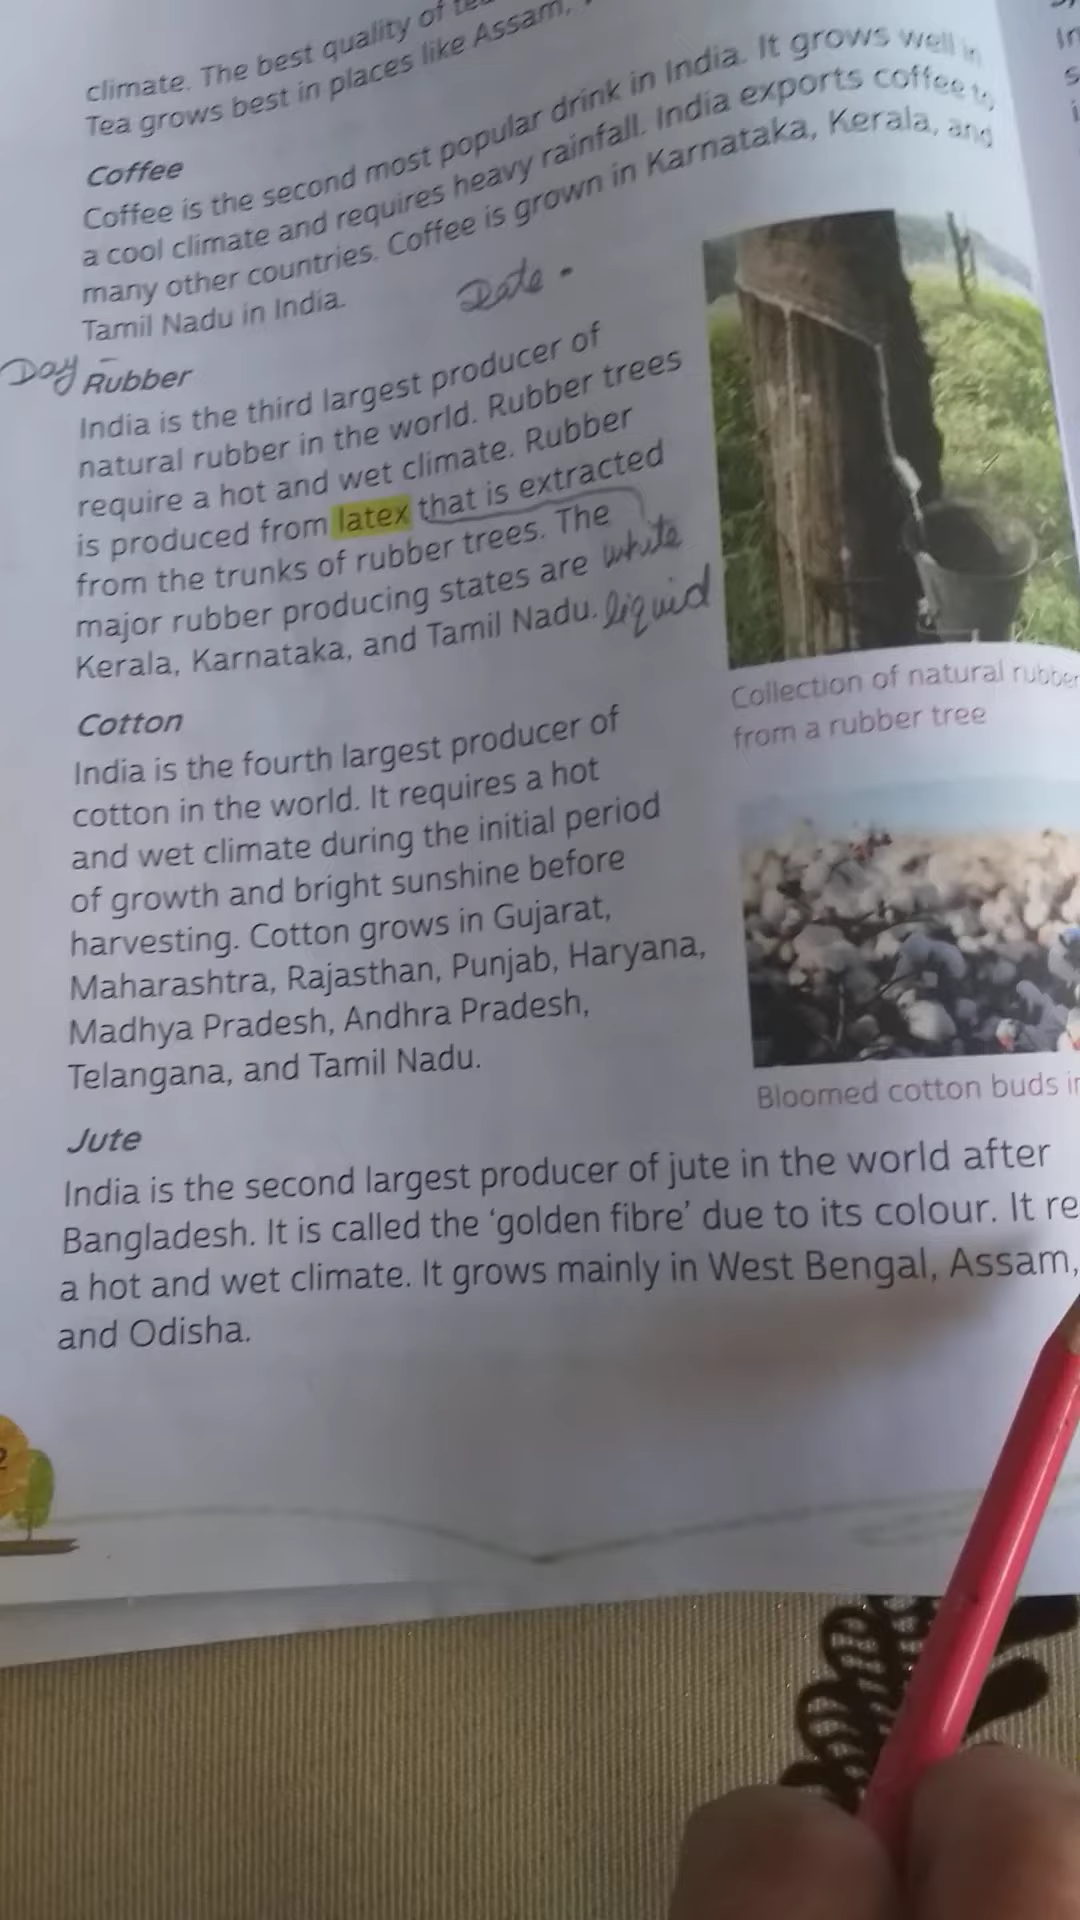 climate. The best quality of
Tea grows best in places like Assam,
Coffee
Coffee is the second most popular drink in India. It grows well in
a cool climate and requires heavy rainfall. India exports coffee to
many other countries. Coffee is grown in Karnataka, Kerala, and
Tamil Nadu in India.
Date -
Day -
Rubber
India is the third largest producer of
natural rubber in the world. Rubber trees
require a hot and wet climate. Rubber
is produced from latex that is extracted
from the trunks of rubber trees. The
major rubber producing states are
Kerala, Karnataka, and Tamil Nadu.
white
liquid
Collection of natural rubber
from a rubber tree
Cotton
India is the fourth largest producer of
cotton in the world. It requires a hot
and wet climate during the initial period
of growth and bright sunshine before
harvesting. Cotton grows in Gujarat,
Maharashtra, Rajasthan, Punjab, Haryana,
Madhya Pradesh, Andhra Pradesh,
Telangana, and Tamil Nadu.
Bloomed cotton buds
Jute
India is the second largest producer of jute in the world after
Bangladesh. It is called the ‘golden fibre’ due to its colour. It
a hot and wet climate. It grows mainly in West Bengal, Assam,
and Odisha.